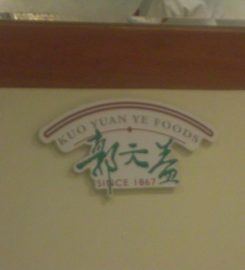 KUO YUAN YE FOODS
郭元益
SINCE 1867